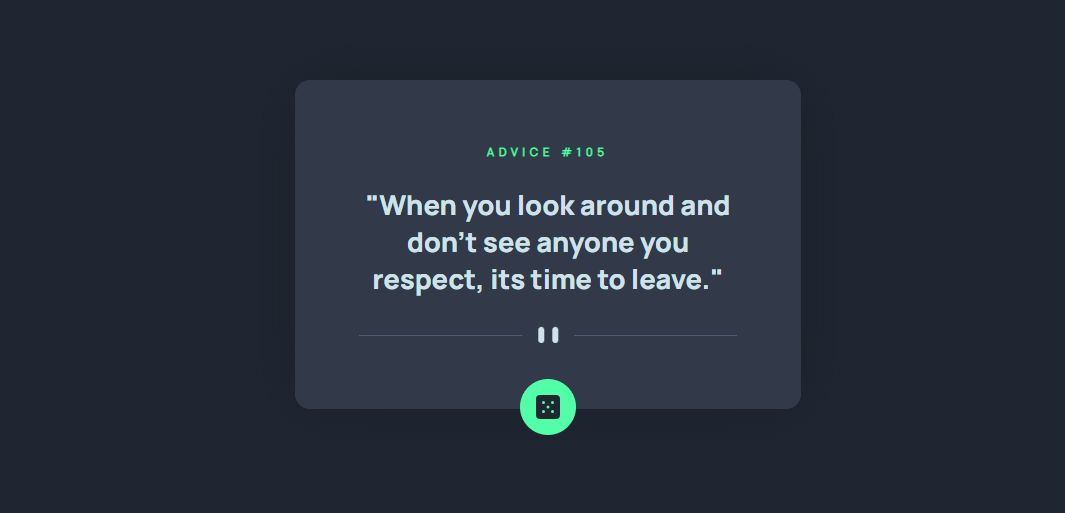 ADVICE #105
"When you look around and
don't see anyone you
respect, its time to leave."